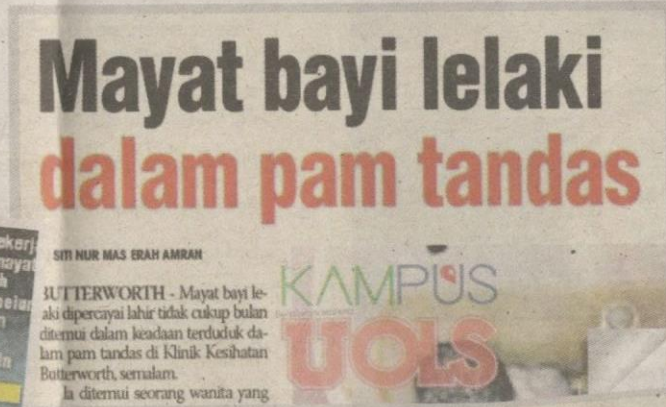 Mayat bayi lelaki
dalam pam tandas
SITI NUR MAS ERAH AMRAN
BUTTERWORTH - Mayat bayi le-
laki dipercayai lahir tidak cukup bulan
ditemui dalam keadaan terduduk da-
lam pam tandas di Klinik Kesihatan
Butterworth, semalam.
Ia ditemui seorang wanita yang
KAMPUS
UOLS